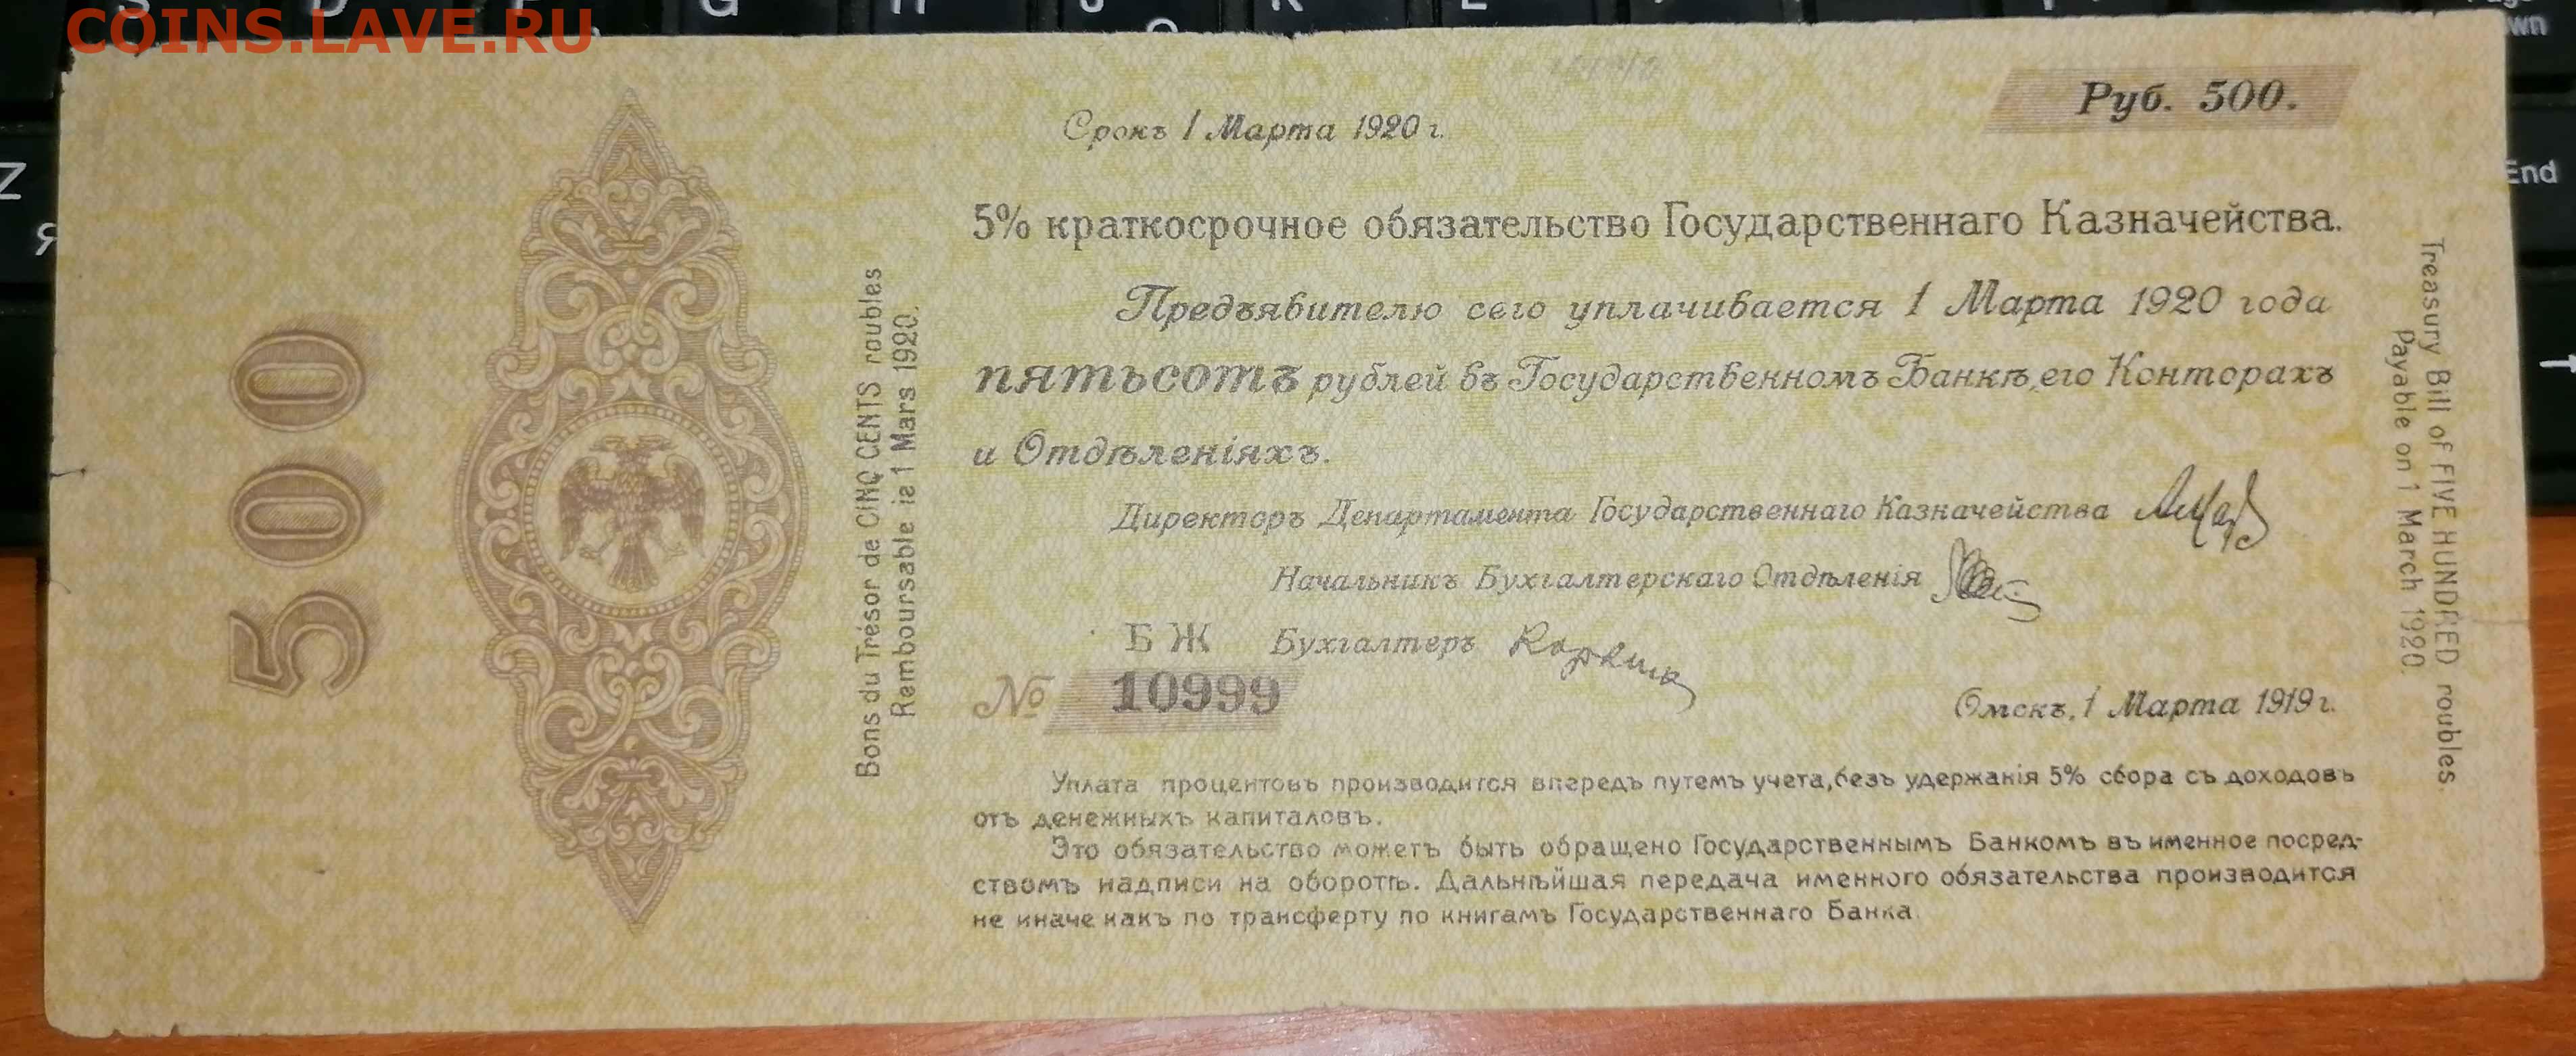 COINS.LAVE.RU
Срокъ 1 Марта 1920 г.
Руб. 500.
5% краткосрочное обязательство Государственнаго Казначейства.
Предъявителю сего уплачивается 1 Марта 1920 года
пятьсотъ рублей въ Государственномъ Банкѣ, его Конторахъ
и Отдѣленіяхъ.
Директоръ Департамента Государственнаго Казначейства
Начальникъ Бухгалтерскаго Отдѣленія
Б Ж Бухгалтеръ
№ 10999
Омскъ, 1 Марта 1919 г.
Уплата процентовъ производится впередъ путемъ учета, безъ удержанія 5% сбора съ доходовъ
отъ денежныхъ капиталовъ.
Это обязательство можетъ быть обращено Государственнымъ Банкомъ въ именное посред-
ствомъ надписи на оборотѣ. Дальнѣйшая передача именного обязательства производится
не иначе какъ по трансферту по книгамъ Государственнаго Банка.
500
Bons du Trésor de CINQ CENTS roubles
Remboursable le 1 Mars 1920.
Treasury Bill of FIVE HUNDRED roubles.
Payable on 1 March 1920.
Z
Я
End